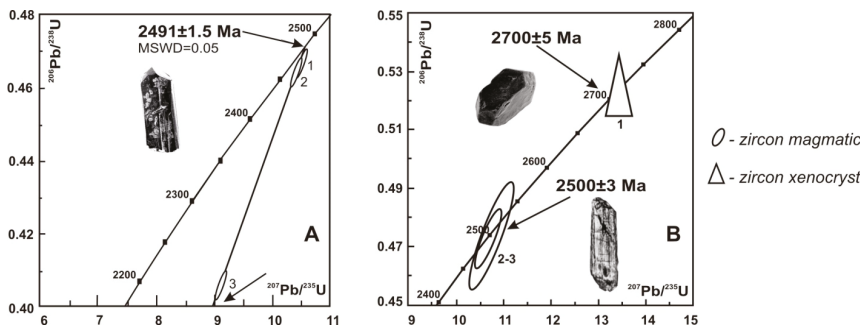 0.48
0.46
0.44
0.42
0.40
²⁰⁶Pb/²³⁸U
2491±1.5 Ma
MSWD=0.05
2500
2400
2300
2200
1
2
3
A
²⁰⁷Pb/²³⁵U
6 7 8 9 10 11
0.55
0.53
0.51
0.49
0.47
0.45
²⁰⁶Pb/²³⁸U
2700±5 Ma
2800
2700
2600
2500
2400
1
2500±3 Ma
2-3
B
²⁰⁷Pb/²³⁵U
9 10 11 12 13 14 15
- zircon magmatic
- zircon xenocryst